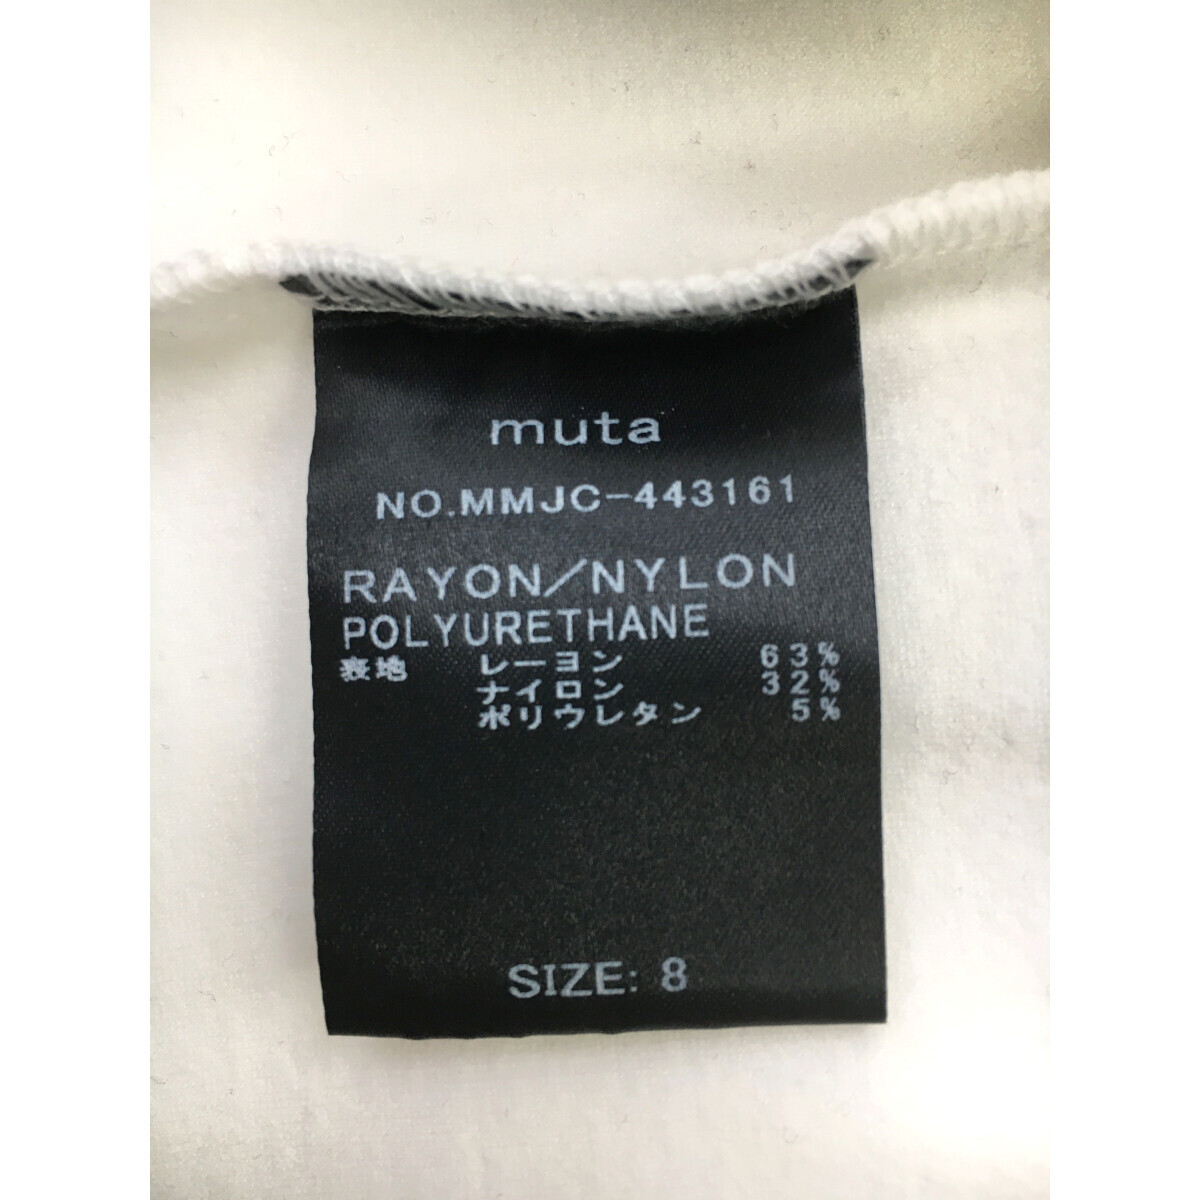 muta
NO.MMJC-443161
RAYON/NYLON
POLYURETHANE
表地 レーヨン 63%
ナイロン 32%
ポリウレタン 5%
SIZE: 8